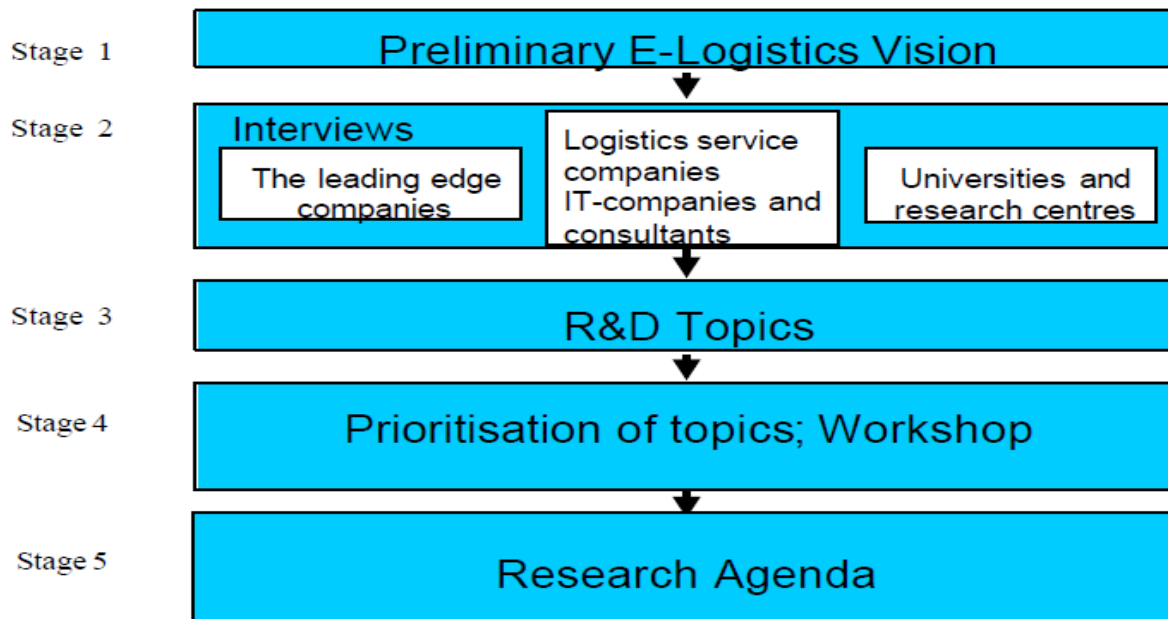 Stage 1
Preliminary E-Logistics Vision
Stage 2
Interviews
The leading edge
companies
Logistics service
companies
IT-companies and
consultants
Universities and
research centres
Stage 3
R&D Topics
Stage 4
Prioritisation of topics; Workshop
Stage 5
Research Agenda